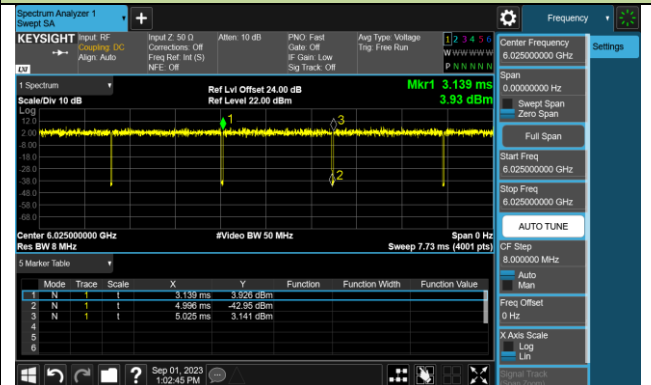 Spectrum Analyzer 1
Swept SA
Frequency
KEYSIGHT Input: RF Input Z: 50 Ω Atten: 10 dB PNO: Fast Avg Type: Voltage 1 2 3 4 5 6
Coupling: DC Corrections: Off Gate: Off Trig: Free Run
Align: Auto Freq Ref: Int (S) IF Gain: Low W W W W W W
LXI NFE: Off Sig Track: Off P N N N N N
Center Frequency
6.025000000 GHz
Settings
Span
0.00000000 Hz
Swept Span
Zero Span
Full Span
Start Freq
6.025000000 GHz
Stop Freq
6.025000000 GHz
AUTO TUNE
CF Step
8.000000 MHz
Auto
Man
Freq Offset
0 Hz
X Axis Scale
Log
Lin
Signal Track
1 Spectrum
Ref Lvl Offset 24.00 dB
Mkr1 3.139 ms
Scale/Div 10 dB
Ref Level 22.00 dBm
3.93 dBm
Log
12.0
2.00
-8.00
-18.0
-28.0
-38.0
-48.0
-58.0
-68.0
1
3
2
Center 6.025000000 GHz #Video BW 50 MHz Span 0 Hz
Res BW 8 MHz Sweep 7.73 ms (4001 pts)
5 Marker Table
Mode Trace Scale X Y Function Function Width Function Value
1 N 1 t 3.139 ms 3.926 dBm
2 N 1 t 4.996 ms -42.95 dBm
3 N 1 t 5.025 ms 3.141 dBm
4
5
6
? Sep 01, 2023
1:02:45 PM